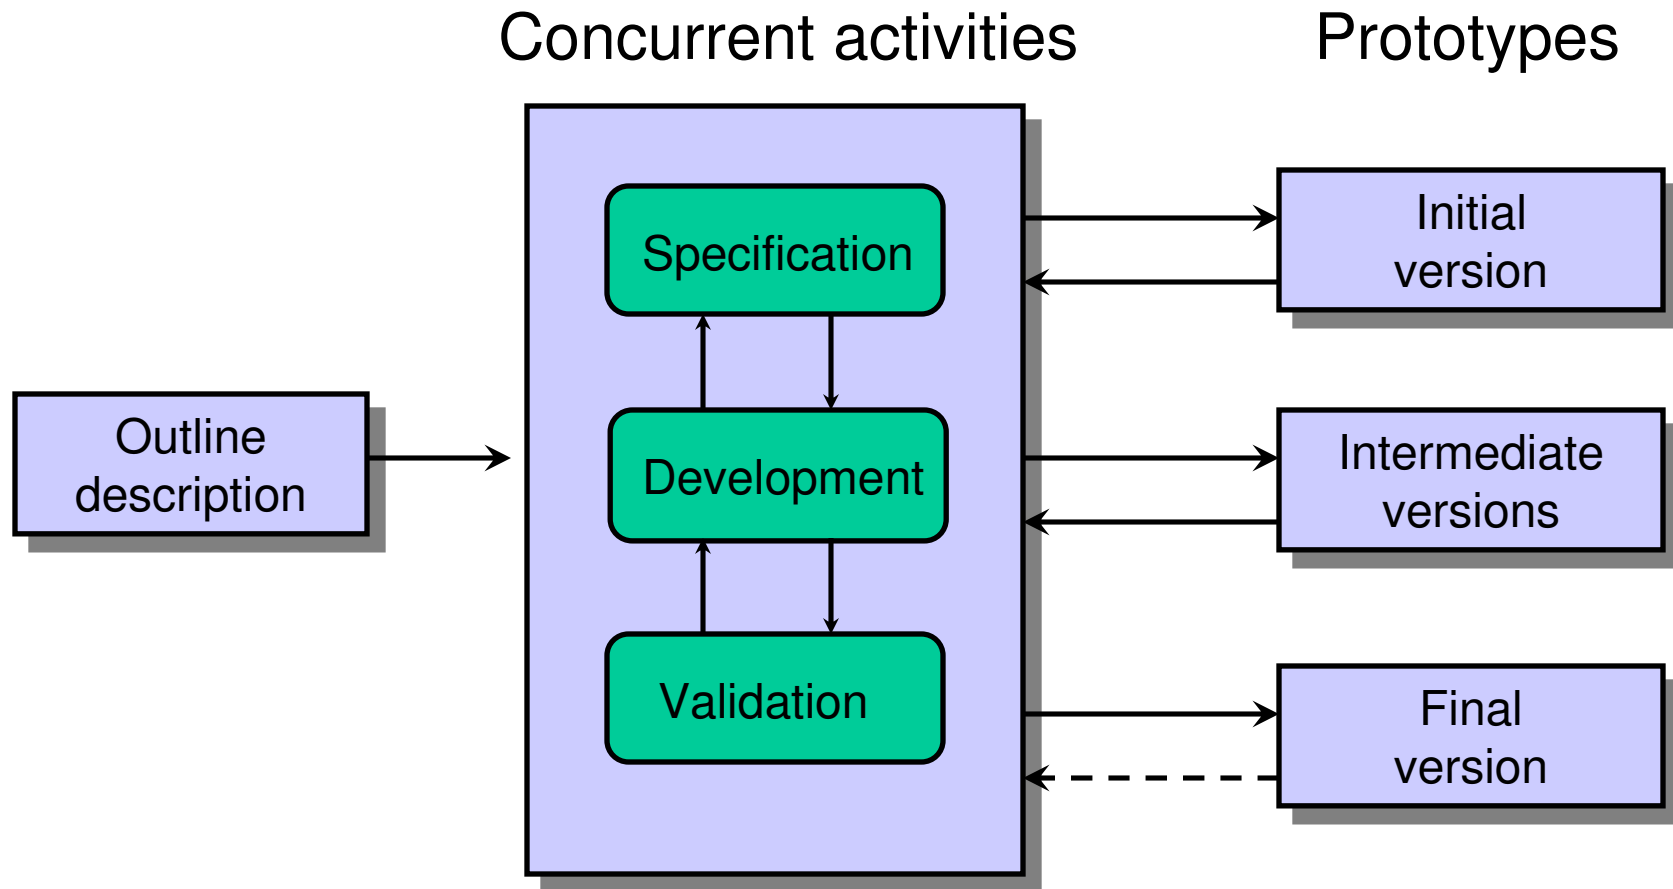 Concurrent activities
Prototypes
Outline
description
Specification
Development
Validation
Initial
version
Intermediate
versions
Final
version